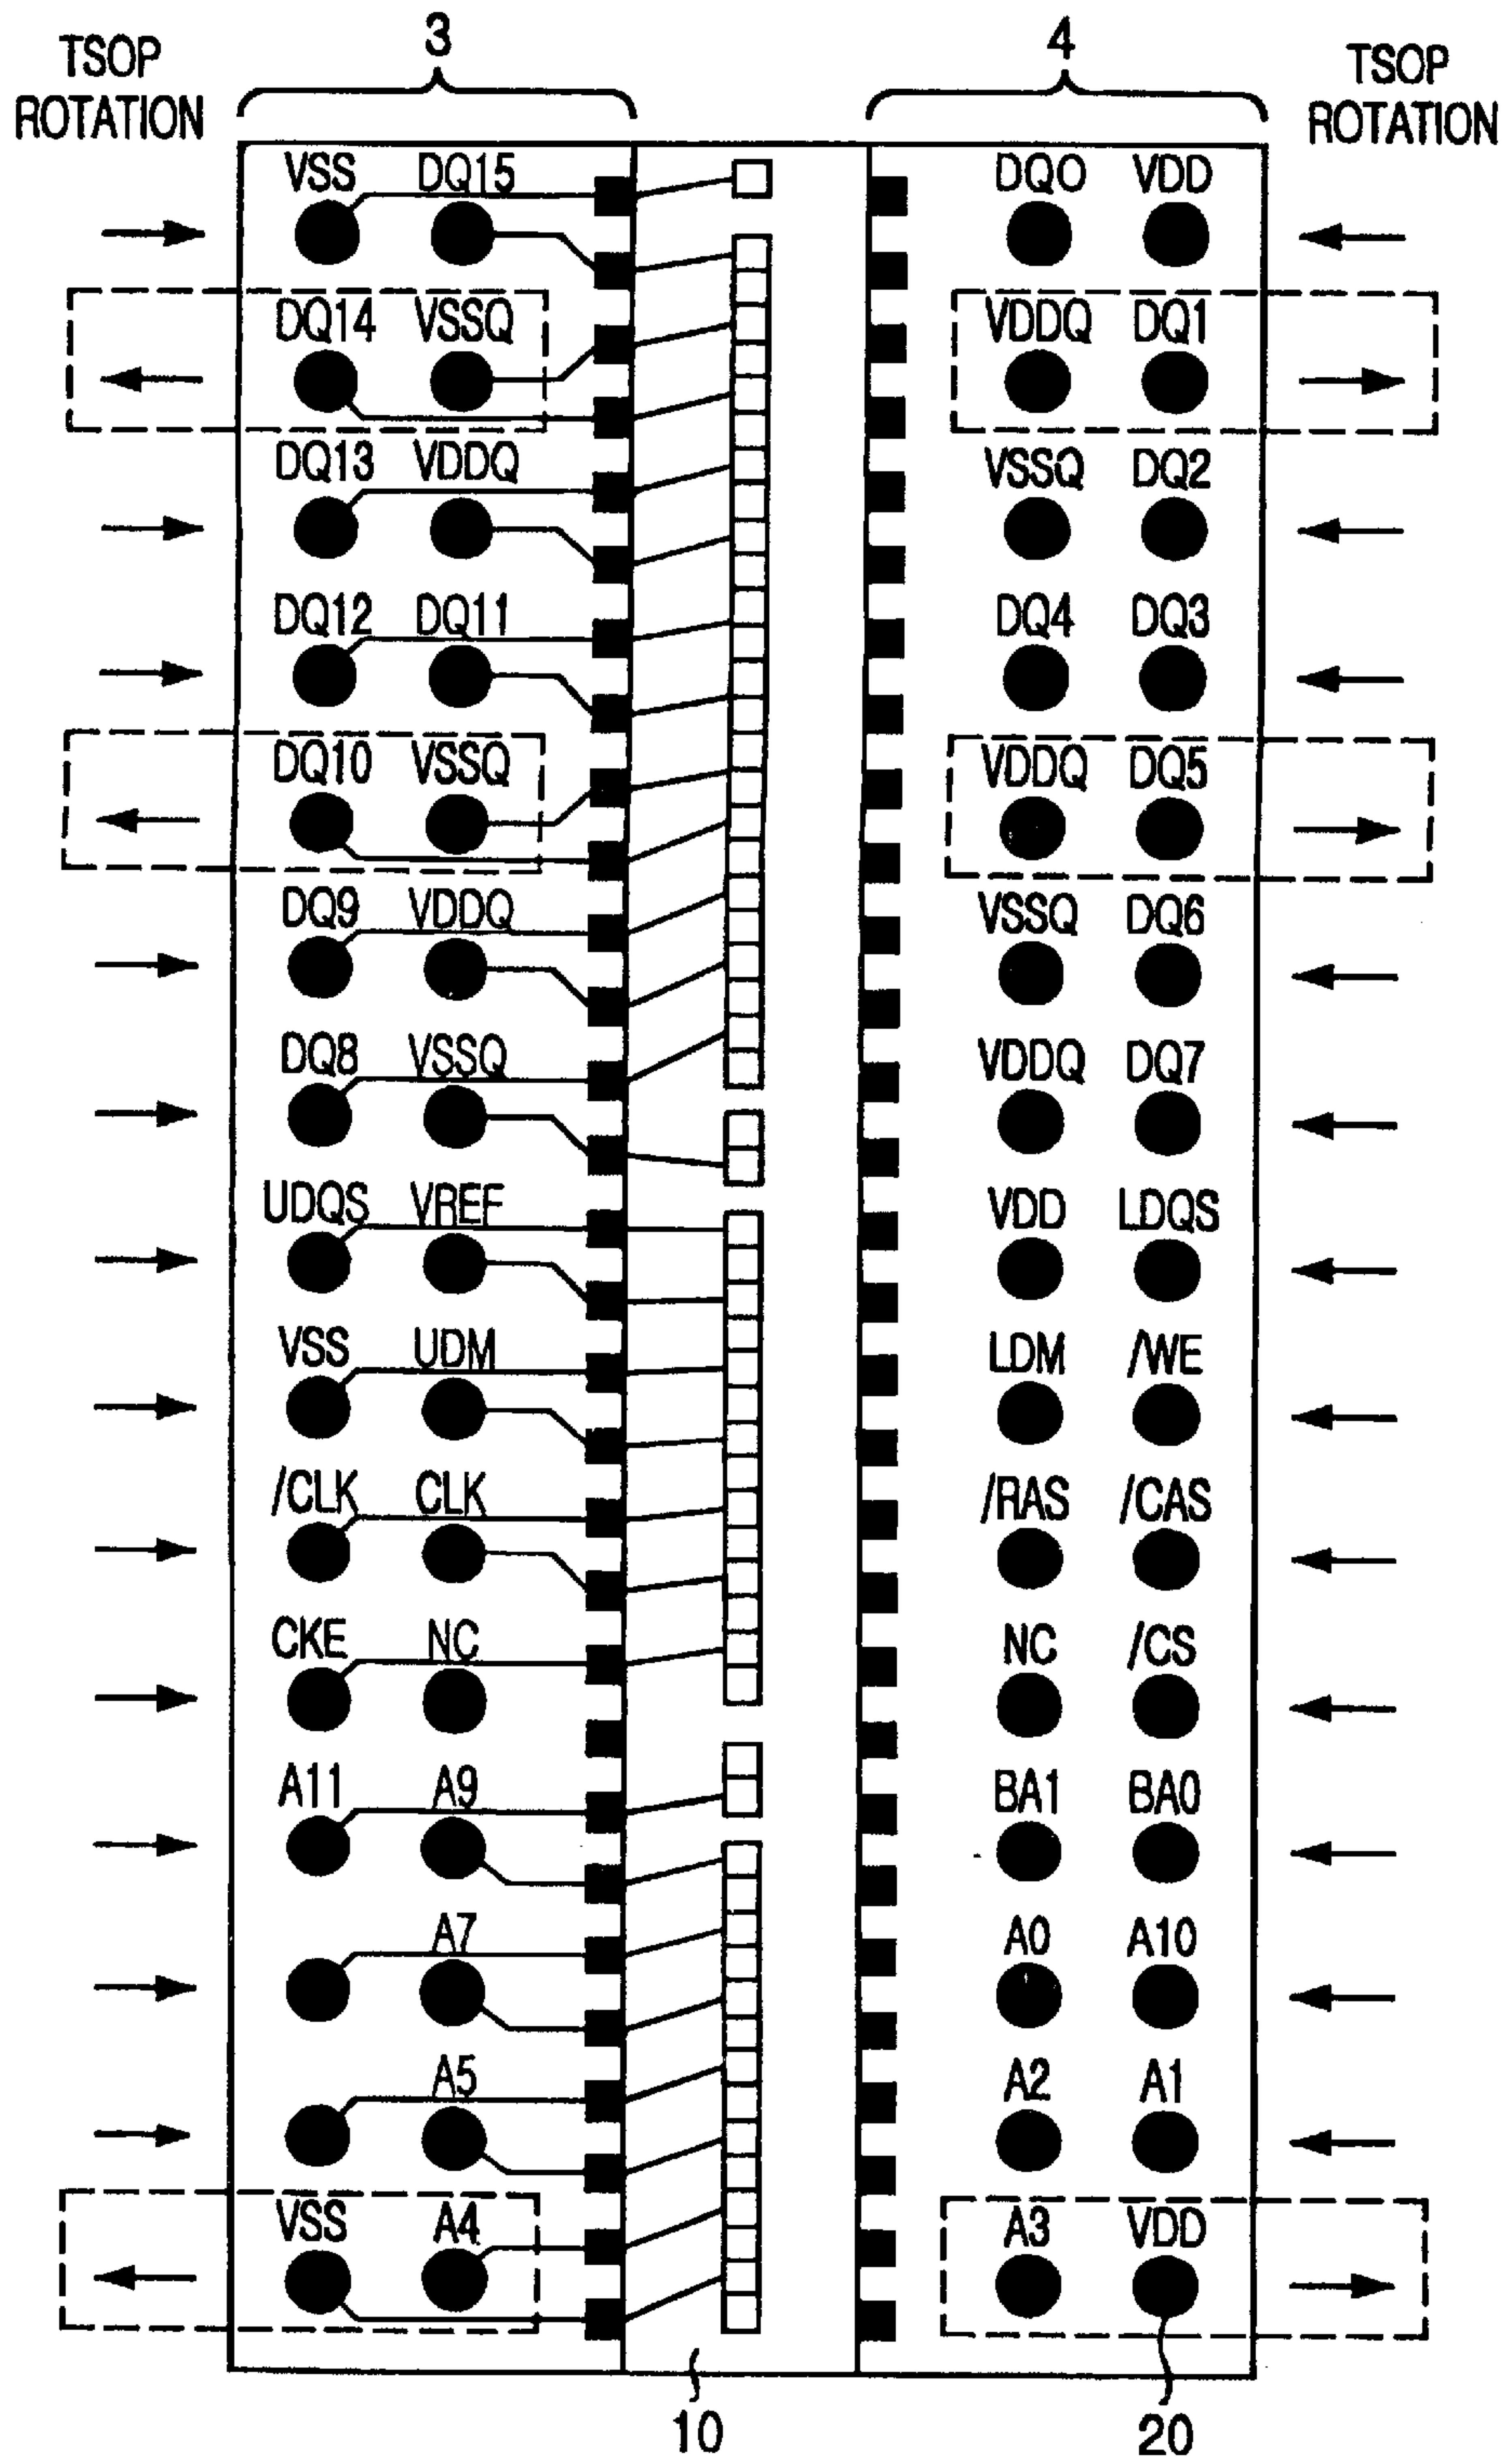 3 4
TSOP ROTATION TSOP ROTATION
VSS DQ15 DQ0 VDD
DQ14 VSSQ VDDQ DQ1
DQ13 VDDQ VSSQ DQ2
DQ12 DQ11 DQ4 DQ3
DQ10 VSSQ VDDQ DQ5
DQ9 VDDQ VSSQ DQ6
DQ8 VSSQ VDDQ DQ7
UDQS VREF VDD LDQS
VSS UDM LDM /WE
/CLK CLK /RAS /CAS
CKE NC NC /CS
A11 A9 BA1 BA0
A7 A0 A10
A5 A2 A1
VSS A4 A3 VDD
10 20